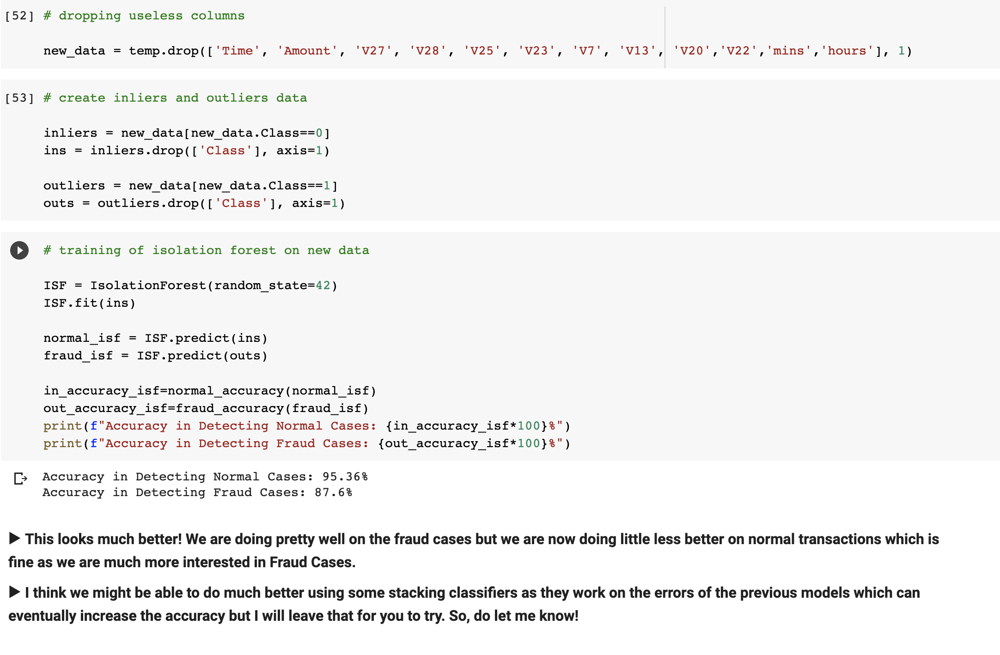 [52] # dropping useless columns
new_data = temp.drop(['Time', 'Amount', 'V27', 'V28', 'V25', 'V23', 'V7', 'V13', 'V20','V22','mins','hours'], 1)
[53] # create inliers and outliers data
inliers = new_data[new_data.Class==0]
ins = inliers.drop(['Class'], axis=1)
outliers = new_data[new_data.Class==1]
outs = outliers.drop(['Class'], axis=1)
# training of isolation forest on new data
ISF = IsolationForest(random_state=42)
ISF.fit(ins)
normal_isf = ISF.predict(ins)
fraud_isf = ISF.predict(outs)
in_accuracy_isf=normal_accuracy(normal_isf)
out_accuracy_isf=fraud_accuracy(fraud_isf)
print(f"Accuracy in Detecting Normal Cases: {in_accuracy_isf*100}%")
print(f"Accuracy in Detecting Fraud Cases: {out_accuracy_isf*100}%")
Accuracy in Detecting Normal Cases: 95.36%
Accuracy in Detecting Fraud Cases: 87.6%
▶ This looks much better! We are doing pretty well on the fraud cases but we are now doing little less better on normal transactions which is
fine as we are much more interested in Fraud Cases.
▶ I think we might be able to do much better using some stacking classifiers as they work on the errors of the previous models which can
eventually increase the accuracy but I will leave that for you to try. So, do let me know!